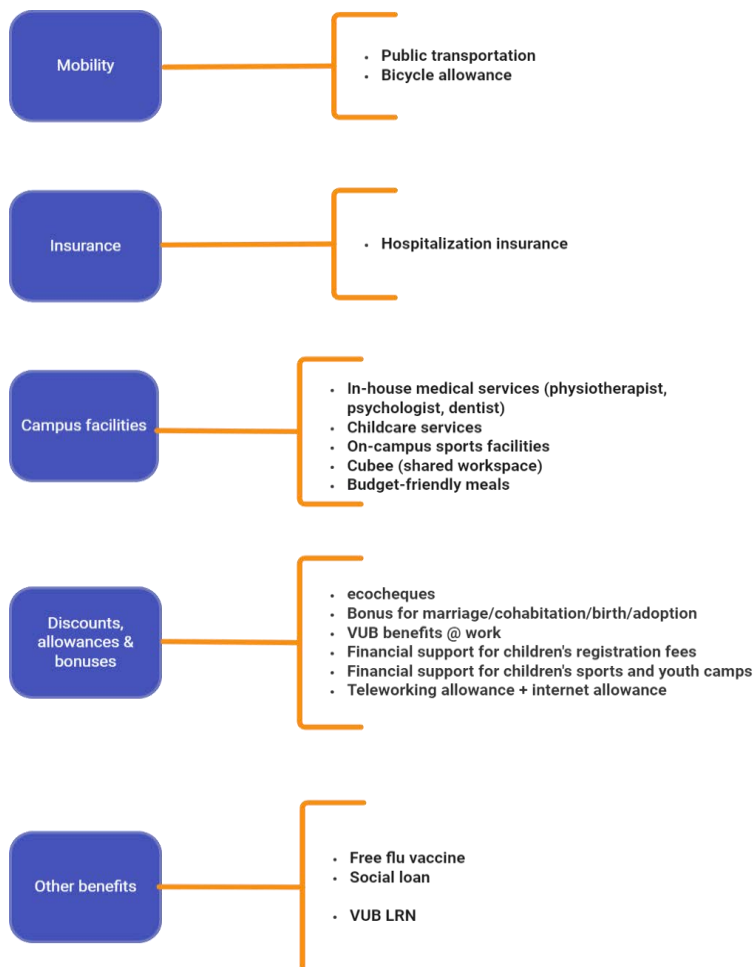 Mobility
• Public transportation
• Bicycle allowance
Insurance
• Hospitalization insurance
Campus facilities
• In-house medical services (physiotherapist,
psychologist, dentist)
• Childcare services
• On-campus sports facilities
• Cubee (shared workspace)
• Budget-friendly meals
Discounts,
allowances &
bonuses
• ecocheques
• Bonus for marriage/cohabitation/birth/adoption
• VUB benefits @ work
• Financial support for children's registration fees
• Financial support for children's sports and youth camps
• Teleworking allowance + internet allowance
Other benefits
• Free flu vaccine
• Social loan
• VUB LRN